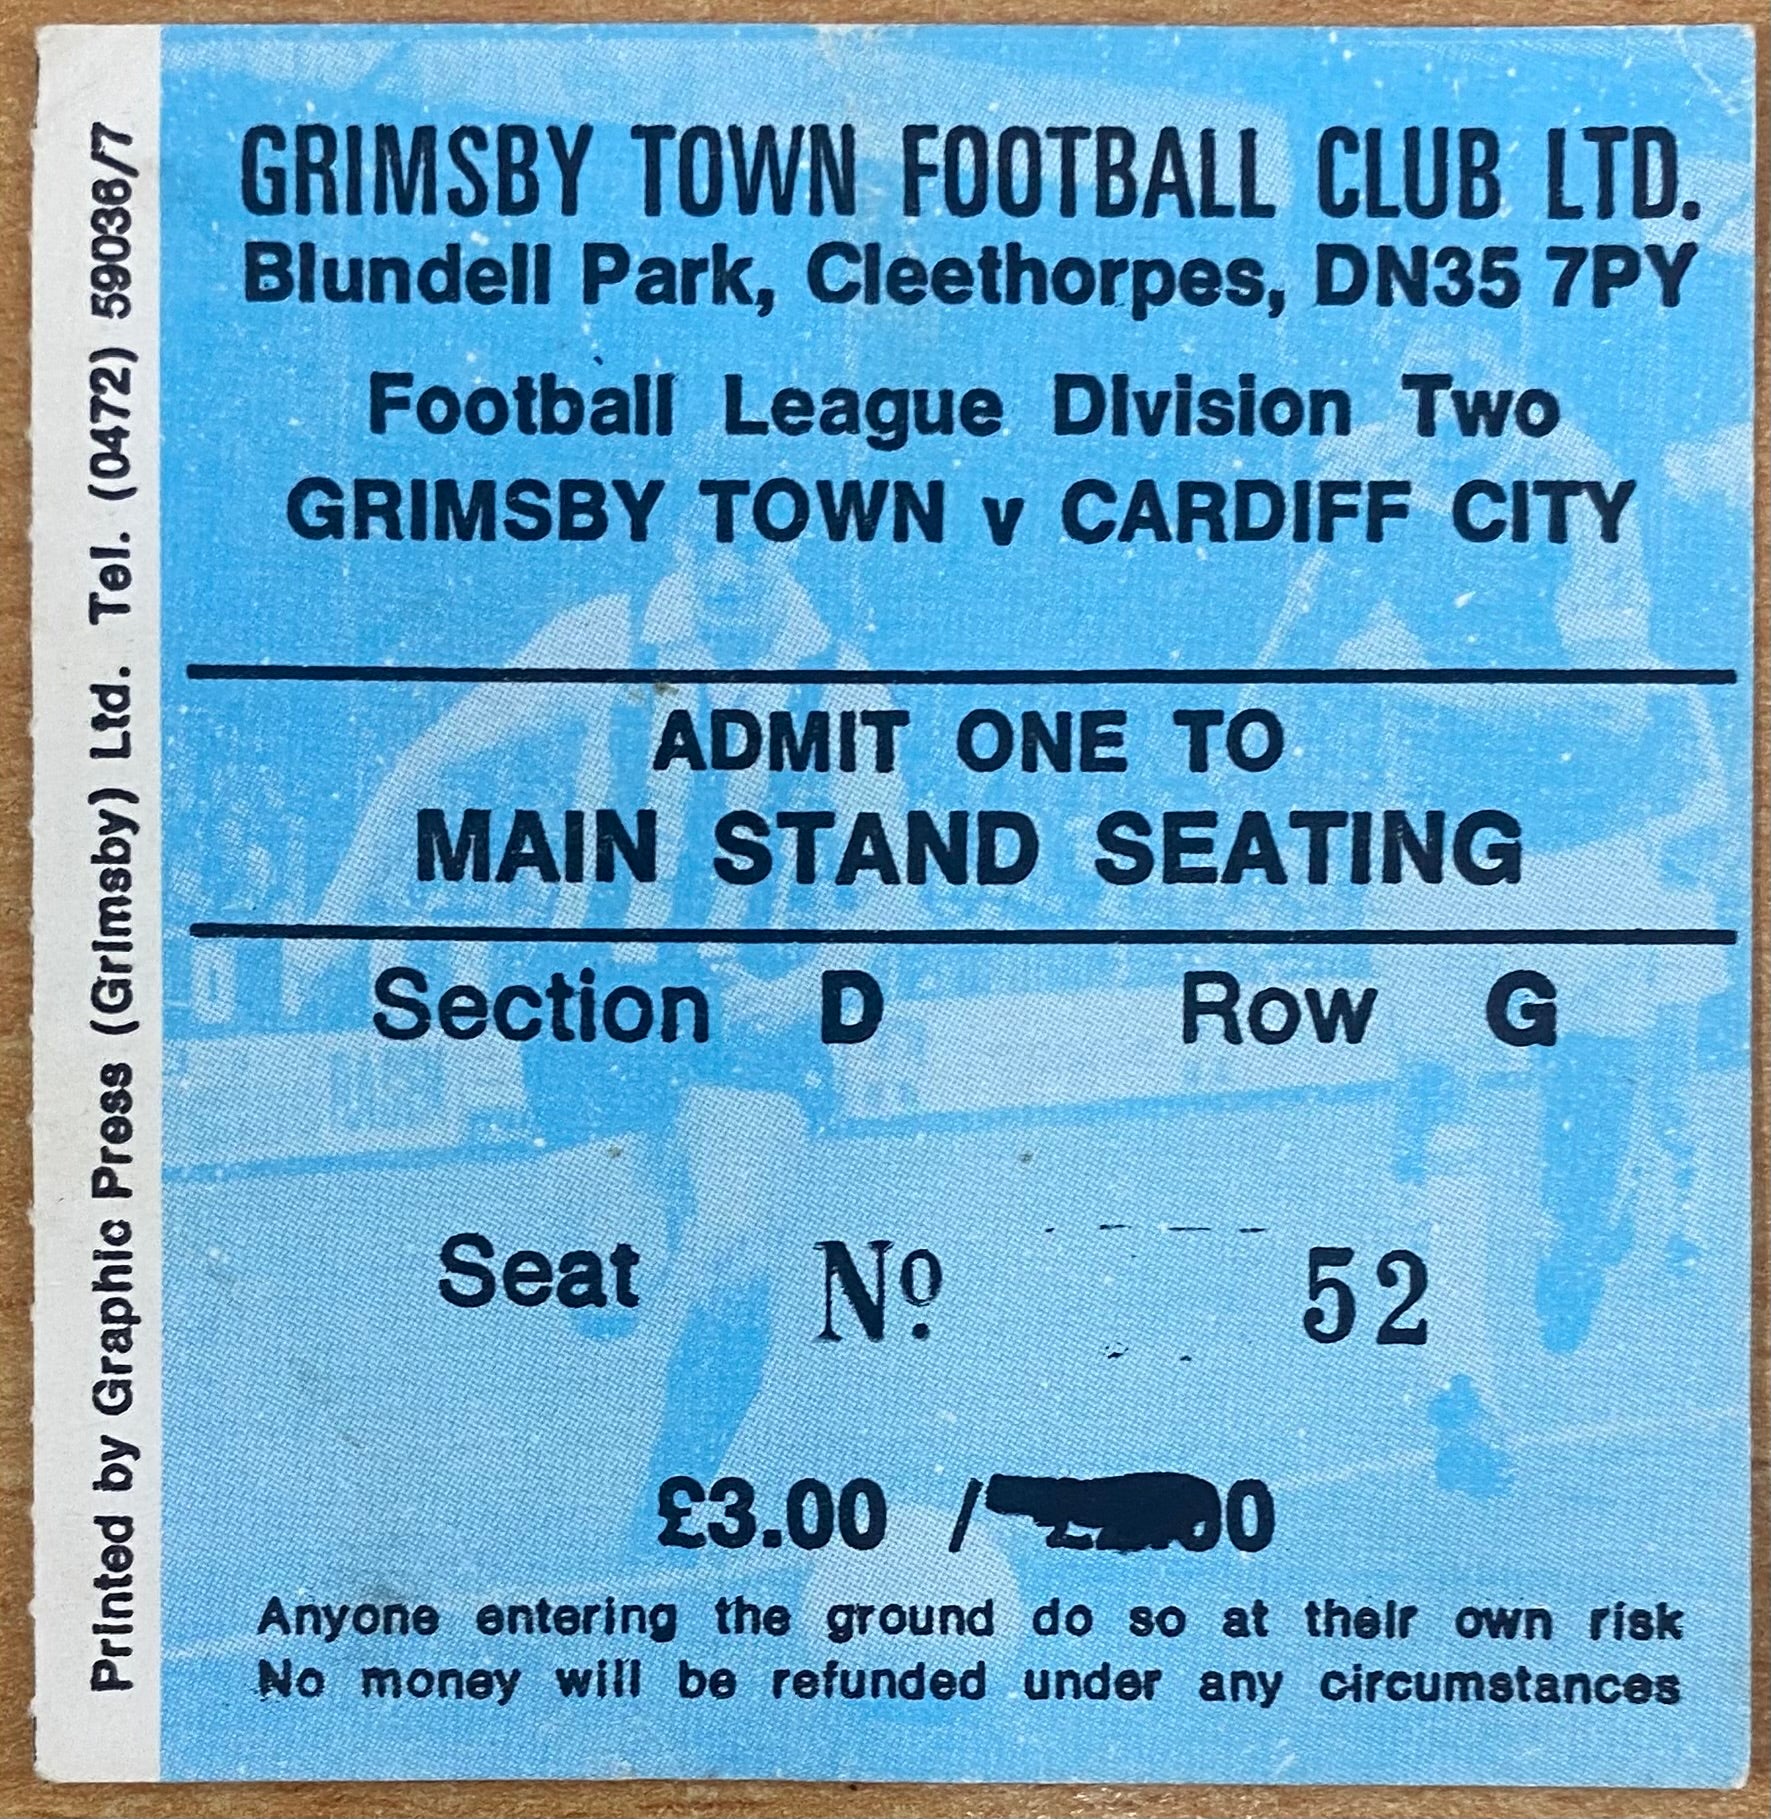 GRIMSBY TOWN FOOTBALL CLUB LTD.
Blundell Park, Cleethorpes, DN35 7PY
Football League DIvision Two
GRIMSBY TOWN v CARDIFF CITY
ADMIT ONE TO
MAIN STAND SEATING
Section D Row G
Seat Nº 52
£3.00 /
Anyone entering the ground do so at their own risk
No money will be refunded under any circumstances
Printed by Graphic Press (Grimsby) Ltd. Tel. (0472) 59036/7